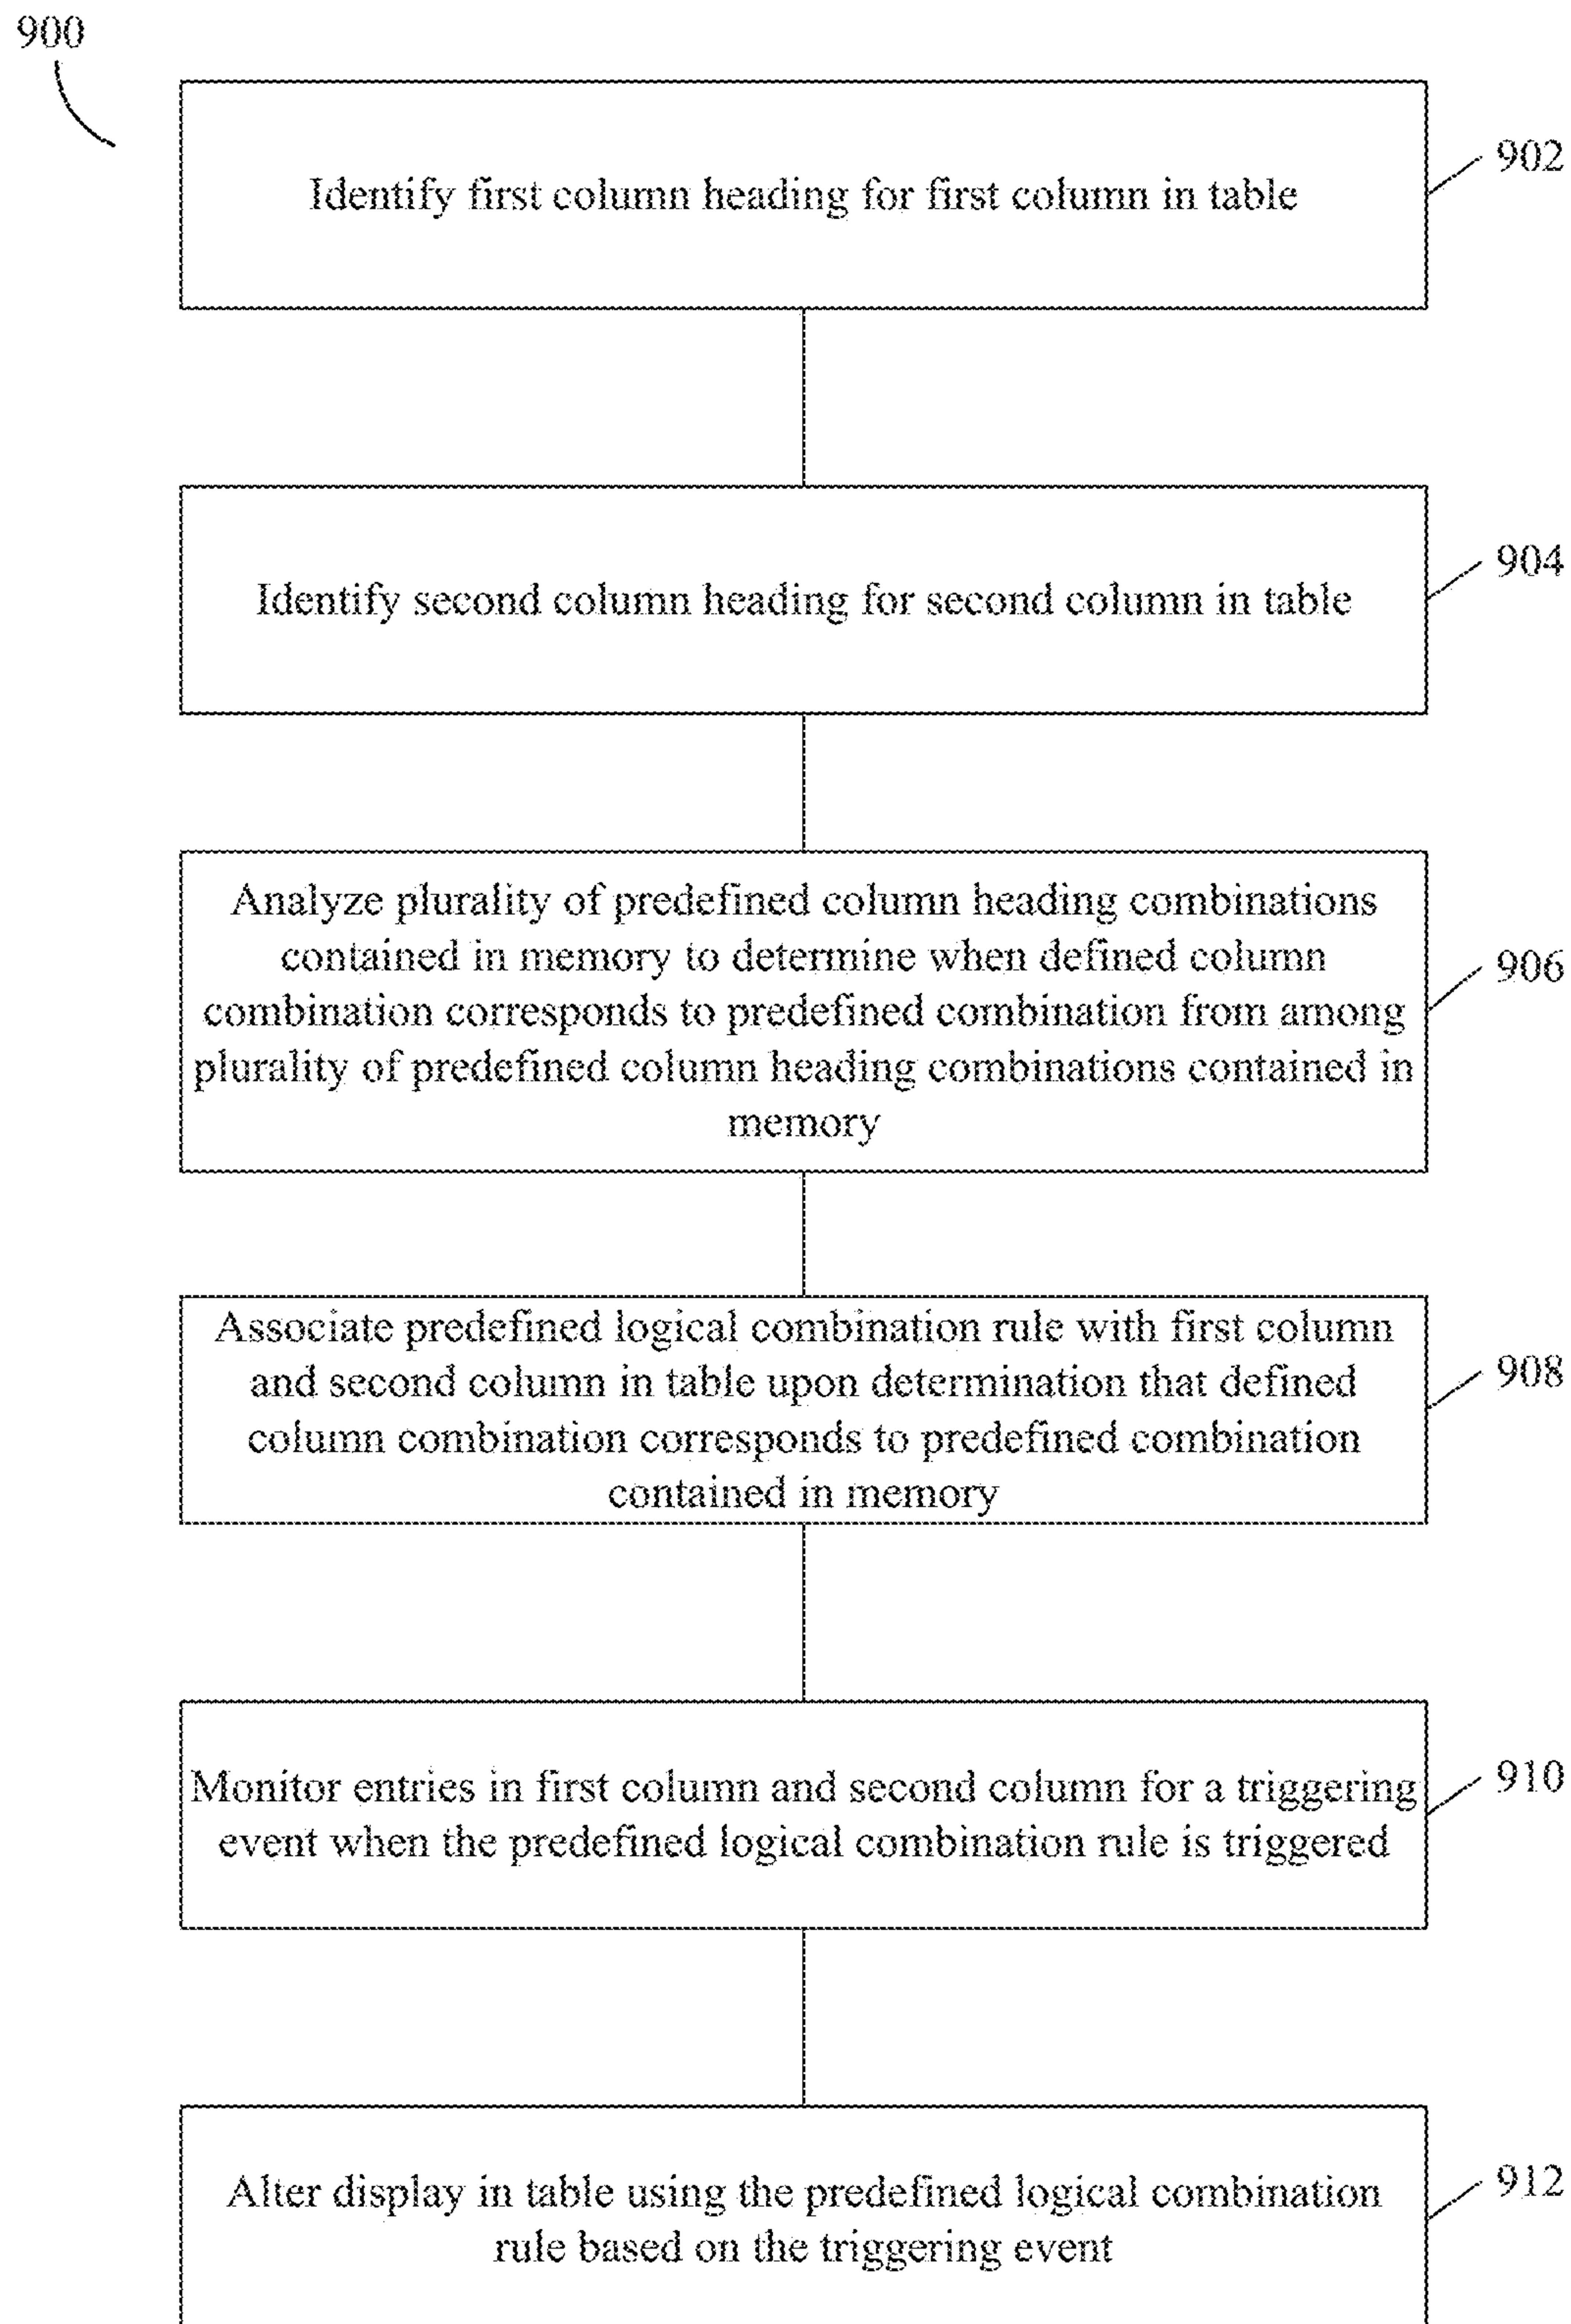 900
Identify first column heading for first column in table
902
Identify second column heading for second column in table
904
Analyze plurality of predefined column heading combinations
contained in memory to determine when defined column
combination corresponds to predefined combination from among
plurality of predefined column heading combinations contained in
memory
906
Associate predefined logical combination rule with first column
and second column in table upon determination that defined
column combination corresponds to predefined combination
contained in memory
908
Monitor entries in first column and second column for a triggering
event when the predefined logical combination rule is triggered
910
Alter display in table using the predefined logical combination
rule based on the triggering event
912